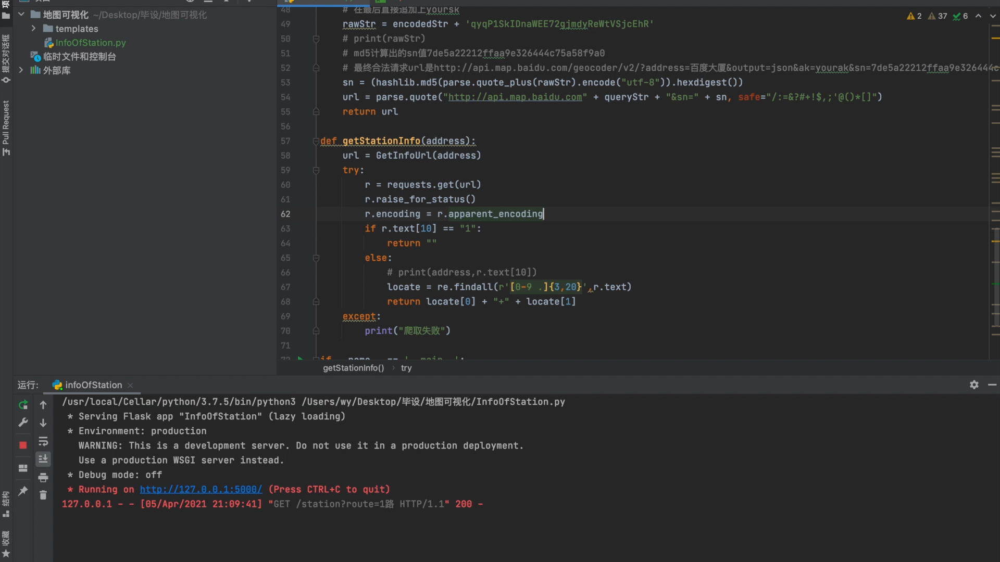 地图可视化 ~/Desktop/毕设/地图可视化
templates
InfoOfStation.py
临时文件和控制台
外部库
提交对话框
Pull Request
结构
收藏
2 37 6
48 # 在最后直接追加上yoursk
49 rawStr = encodedStr + 'qyqP1SkIDnaWEE72gjmdyReWtVSjcEhR'
50 # print(rawStr)
51 # md5计算出的sn值7de5a22212ffaa9e326444c75a58f9a0
52 # 最终合法请求url是http://api.map.baidu.com/geocoder/v2/?address=百度大厦&output=json&ak=yourak&sn=7de5a22212ffaa9e326444c
53 sn = (hashlib.md5(parse.quote_plus(rawStr).encode("utf-8")).hexdigest())
54 url = parse.quote("http://api.map.baidu.com" + queryStr + "&sn=" + sn, safe="/:=&?#+!$,;'@()*[]")
55 return url
56
57 def getStationInfo(address):
58 url = GetInfoUrl(address)
59 try:
60 r = requests.get(url)
61 r.raise_for_status()
62 r.encoding = r.apparent_encoding
63 if r.text[10] == "1":
64 return ""
65 else:
66 # print(address,r.text[10])
67 locate = re.findall(r'[0-9 .]{3,20}',r.text)
68 return locate[0] + "+" + locate[1]
69 except:
70 print("爬取失败")
71
72 if __name__ == '__main__':
getStationInfo() › try
运行: infoOfStation
/usr/local/Cellar/python/3.7.5/bin/python3 /Users/wy/Desktop/毕设/地图可视化/InfoOfStation.py
* Serving Flask app "InfoOfStation" (lazy loading)
* Environment: production
WARNING: This is a development server. Do not use it in a production deployment.
Use a production WSGI server instead.
* Debug mode: off
* Running on http://127.0.0.1:5000/ (Press CTRL+C to quit)
127.0.0.1 - - [05/Apr/2021 21:09:41] "GET /station?route=1路 HTTP/1.1" 200 -